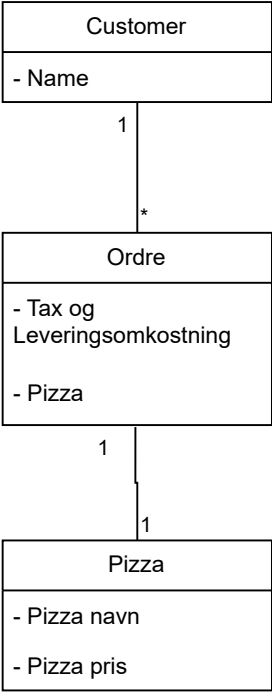 Customer
- Name
1
*
Ordre
- Tax og
Leveringsomkostning
- Pizza
1
1
Pizza
- Pizza navn
- Pizza pris